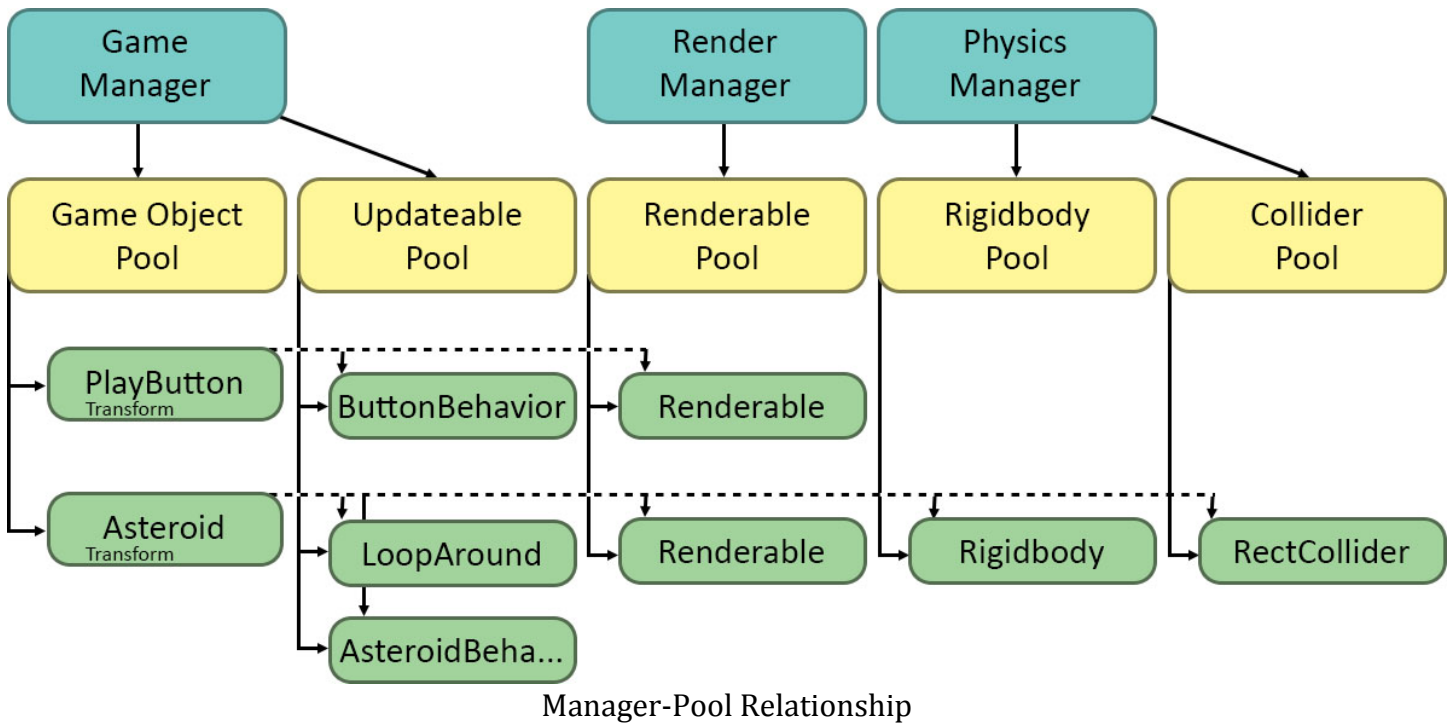 Game
Manager
Render
Manager
Physics
Manager
Game Object
Pool
Updateable
Pool
Renderable
Pool
Rigidbody
Pool
Collider
Pool
PlayButton
Transform
ButtonBehavior
Renderable
Asteroid
Transform
LoopAround
Renderable
Rigidbody
RectCollider
AsteroidBeha...
Manager-Pool Relationship